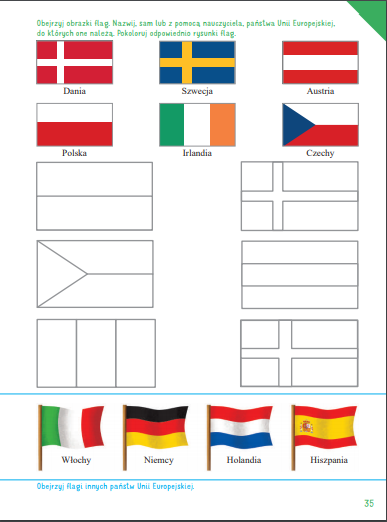 Obejrzyj obrazki flag. Nazwij, sam lub z pomocą nauczyciela, państwa Unii Europejskiej,
do których one należą. Pokoloruj odpowiednio rysunki flag.
Dania Szwecja Austria
Polska Irlandia Czechy
Włochy Niemcy Holandia Hiszpania
Obejrzyj flagi innych państw Unii Europejskiej.
35